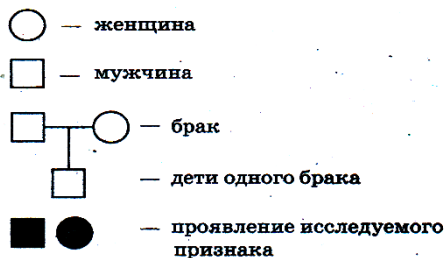 — женщина
— мужчина
— брак
— дети одного брака
— проявление исследуемого
признака